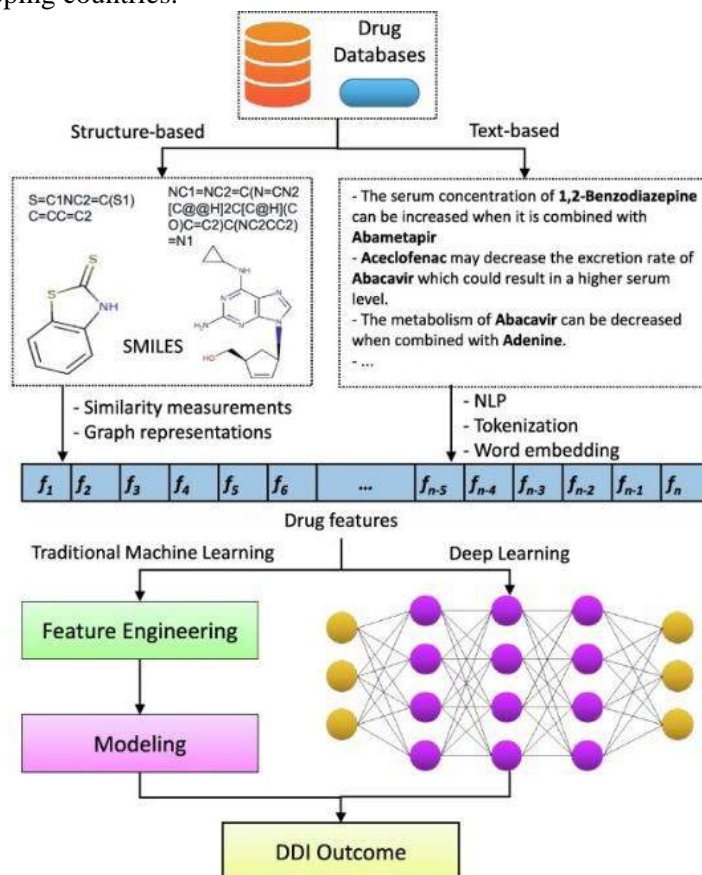 pping countries.
Drug
Databases
Structure-based
Text-based
S=C1NC2=C(S1)
C=CC=C2
NC1=NC2=C(N=CN2
[C@@H]2C[C@H](C
O)C=C2)C(NC2CC2)
=N1
S
S
NH
NH
N
N
H₂N
N
N
HO
SMILES
- The serum concentration of 1,2-Benzodiazepine
can be increased when it is combined with
Abametapir
- Aceclofenac may decrease the excretion rate of
Abacavir which could result in a higher serum
level.
- The metabolism of Abacavir can be decreased
when combined with Adenine.
- ...
- Similarity measurements
- Graph representations
- NLP
- Tokenization
- Word embedding
f1 f2 f3 f4 f5 f6 ... fn-5 fn-4 fn-3 fn-2 fn-1 fn
Drug features
Traditional Machine Learning
Deep Learning
Feature Engineering
Modeling
DDI Outcome